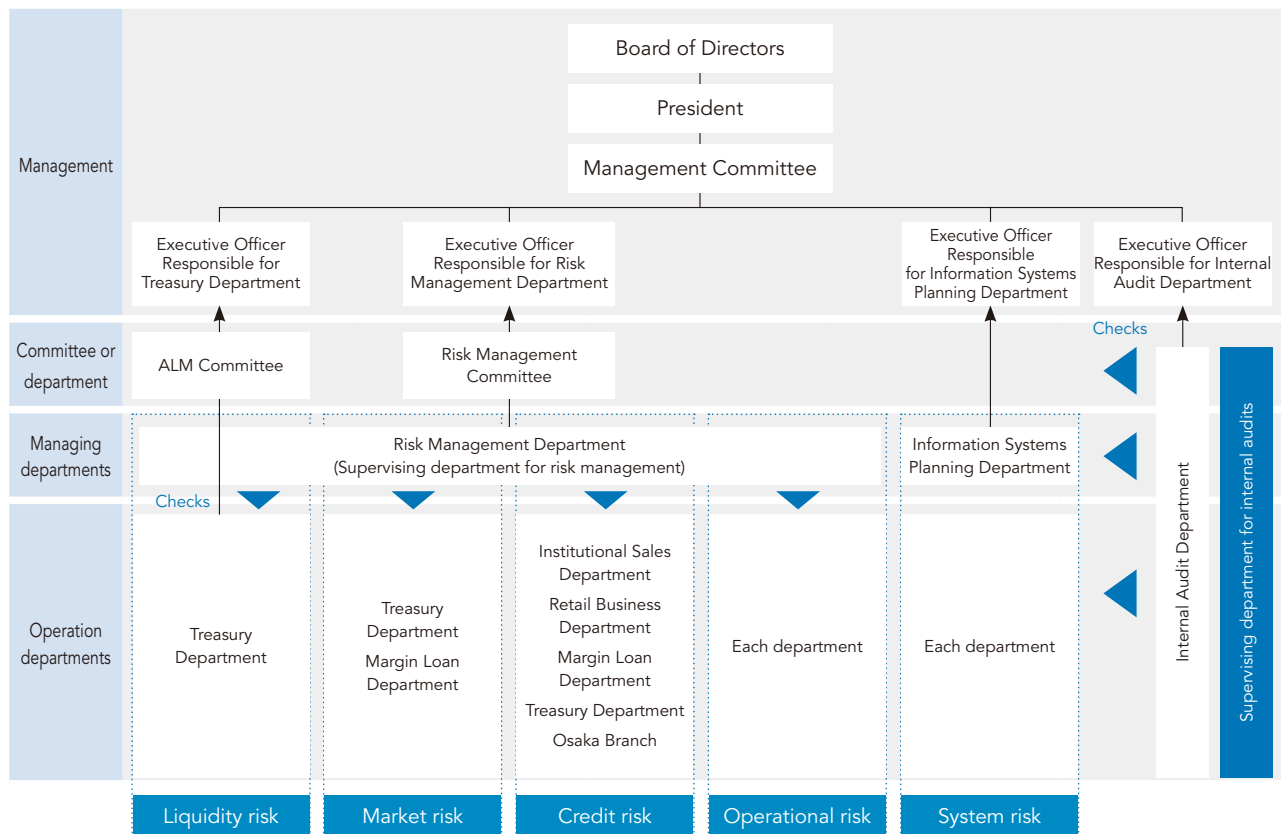 Board of Directors
President
Management Committee
Management
Executive Officer
Responsible for
Treasury Department
Executive Officer
Responsible for Risk
Management Department
Executive Officer
Responsible
for Information Systems
Planning Department
Executive Officer
Responsible for Internal
Audit Department
Committee or
department
ALM Committee
Risk Management
Committee
Checks
Managing
departments
Risk Management Department
(Supervising department for risk management)
Information Systems
Planning Department
Checks
Operation
departments
Treasury
Department
Treasury
Department
Margin Loan
Department
Institutional Sales
Department
Retail Business
Department
Margin Loan
Department
Treasury Department
Osaka Branch
Each department
Each department
Internal Audit Department
Supervising department for internal audits
Liquidity risk
Market risk
Credit risk
Operational risk
System risk